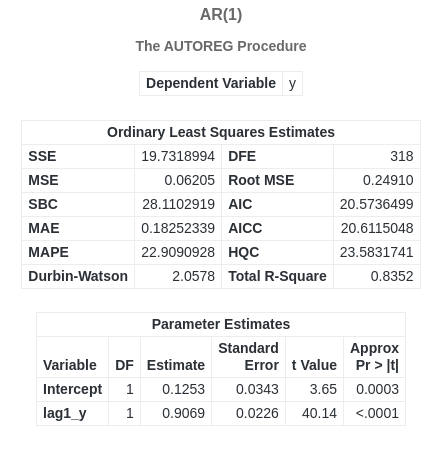 AR(1)
The AUTOREG Procedure
Dependent Variable y
Ordinary Least Squares Estimates
SSE 19.7318994 DFE 318
MSE 0.06205 Root MSE 0.24910
SBC 28.1102919 AIC 20.5736499
MAE 0.18252339 AICC 20.6115048
MAPE 22.9090928 HQC 23.5831741
Durbin-Watson 2.0578 Total R-Square 0.8352
Parameter Estimates
Variable DF Estimate Standard Error t Value Approx Pr > |t|
Intercept 1 0.1253 0.0343 3.65 0.0003
lag1_y 1 0.9069 0.0226 40.14 <.0001